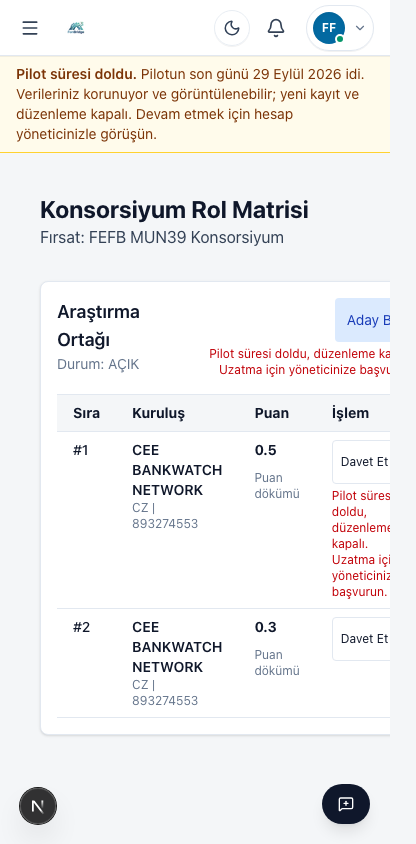 FF
Pilot süresi doldu. Pilotun son günü 29 Eylül 2026 idi.
Verileriniz korunuyor ve görüntülenebilir; yeni kayıt ve
düzenleme kapalı. Devam etmek için hesap
yöneticinizle görüşün.
Konsorsiyum Rol Matrisi
Fırsat: FEFB MUN39 Konsorsiyum
Araştırma
Ortağı
Durum: AÇIK
Aday B
Pilot süresi doldu, düzenleme ka
Uzatma için yöneticinize başvu
Sıra Kuruluş Puan İşlem
#1 CEE 0.5 Davet Et
BANKWATCH
NETWORK
CZ |
893274553
Puan
dökümü
Pilot süres
doldu,
düzenleme
kapalı.
Uzatma içi
yöneticiniz
başvurun.
#2 CEE 0.3 Davet Et
BANKWATCH
NETWORK
CZ |
893274553
Puan
dökümü
N